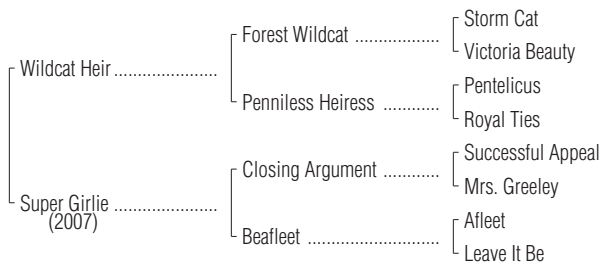 Storm Cat
Forest Wildcat ..................
Victoria Beauty
Wildcat Heir ......................
Pentelicus
Penniless Heiress ............
Royal Ties
Successful Appeal
Closing Argument ............
Mrs. Greeley
Super Girlie ......................
(2007)
Afleet
Beafleet ............................
Leave It Be